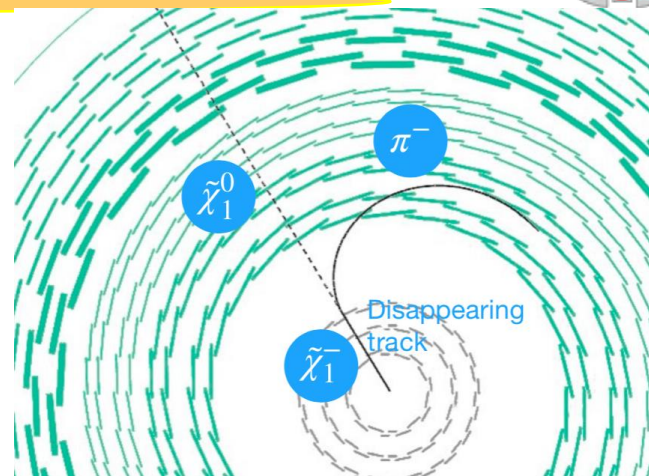 π⁻
χ̃₁⁰
Disappearing
track
χ̃₁⁻